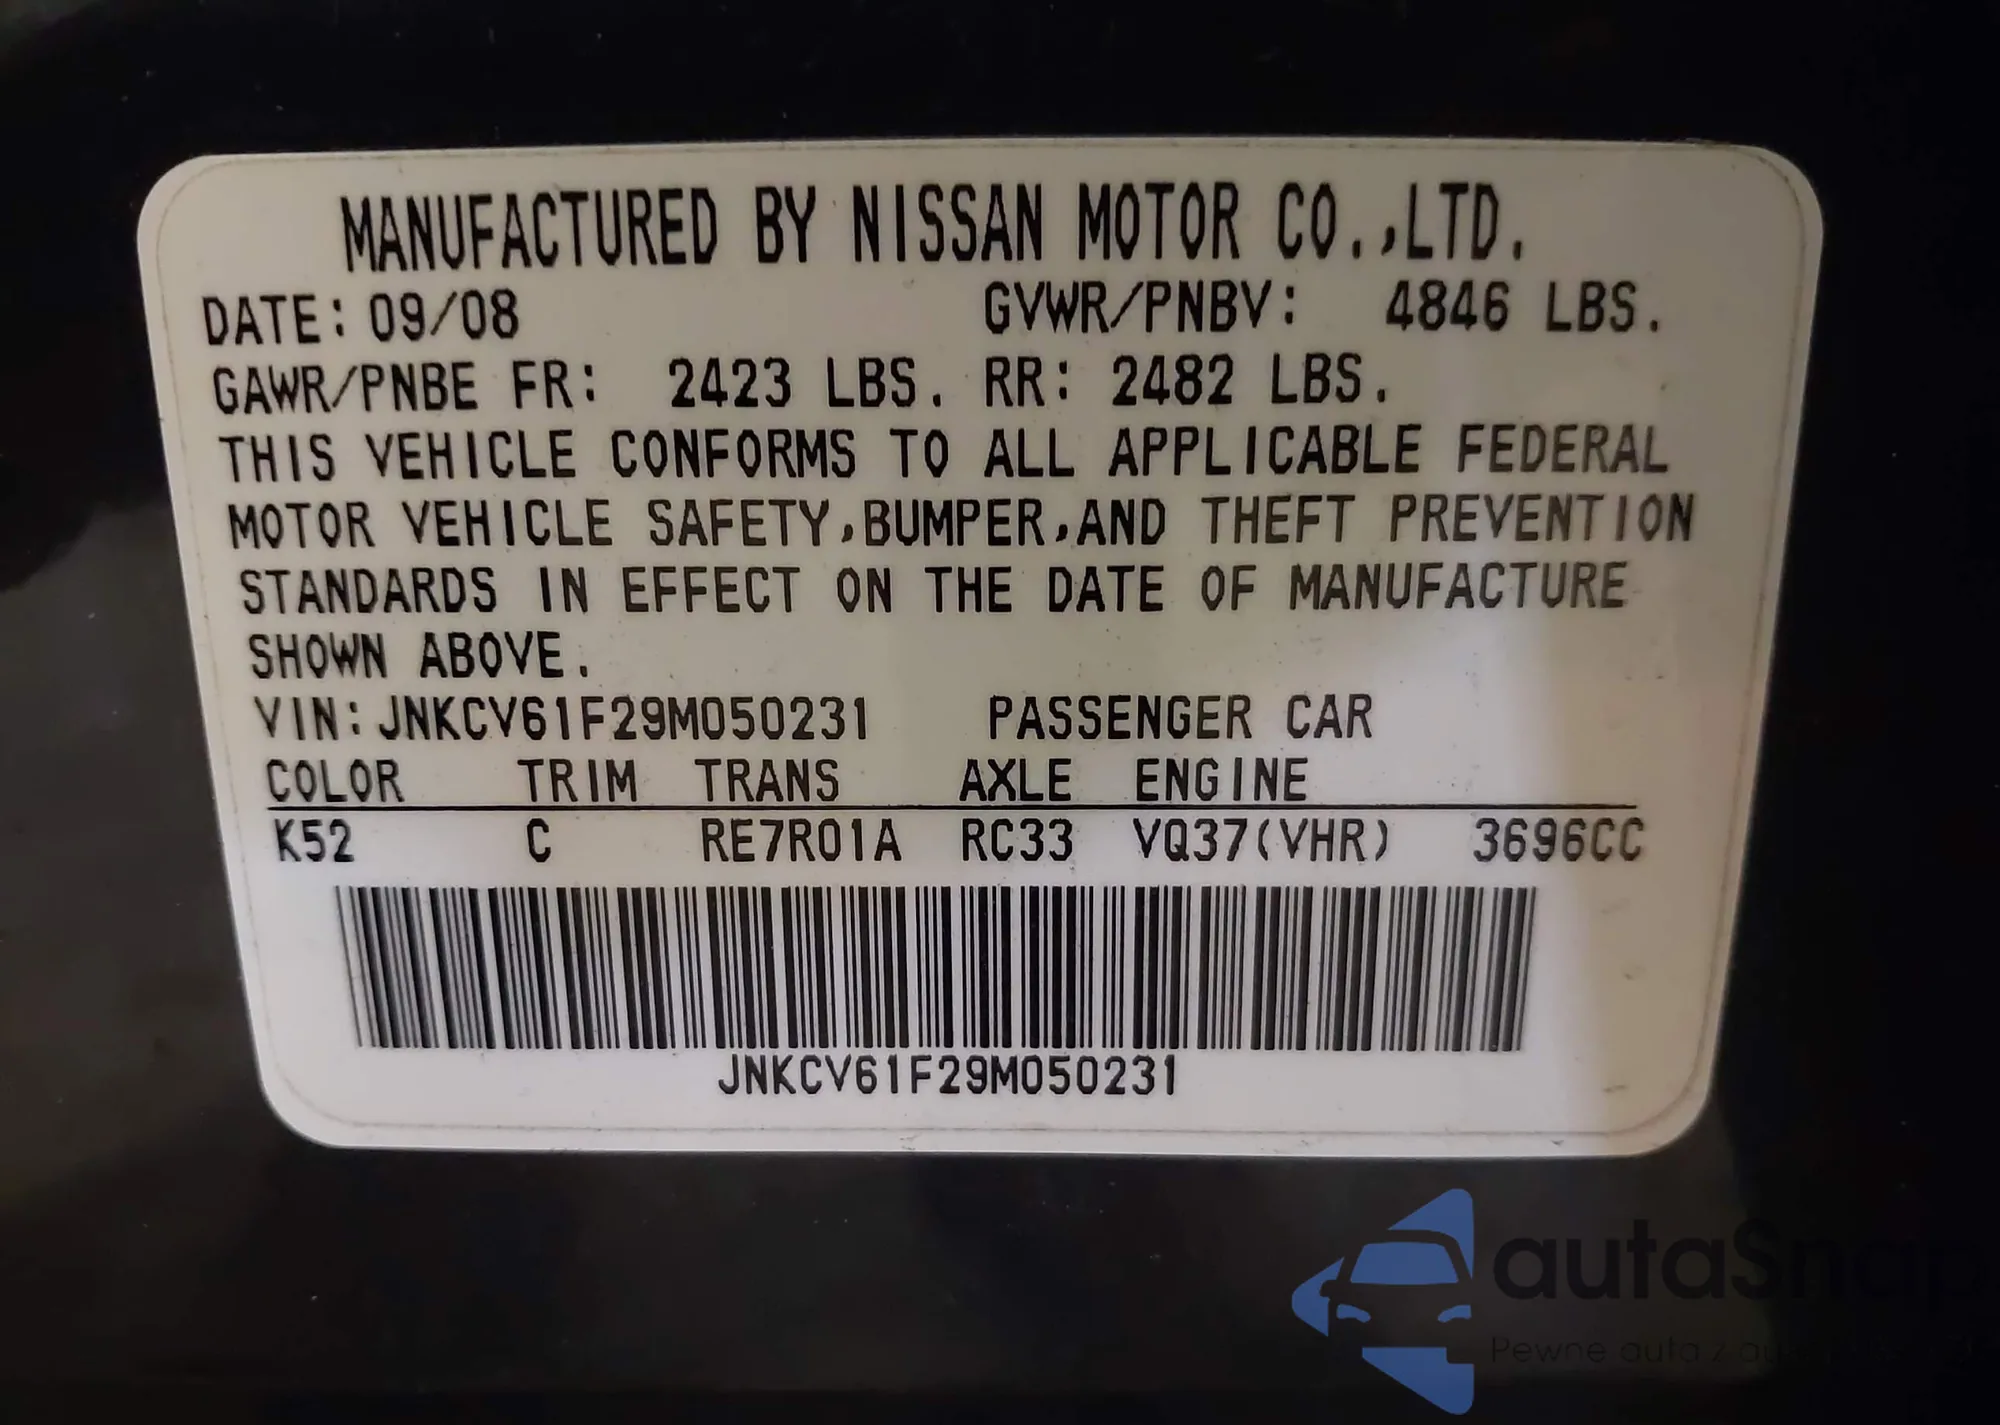 MANUFACTURED BY NISSAN MOTOR CO.,LTD.
DATE: 09/08 GVWR/PNBV: 4846 LBS.
GAWR/PNBE FR: 2423 LBS. RR: 2482 LBS.
THIS VEHICLE CONFORMS TO ALL APPLICABLE FEDERAL
MOTOR VEHICLE SAFETY,BUMPER,AND THEFT PREVENTION
STANDARDS IN EFFECT ON THE DATE OF MANUFACTURE
SHOWN ABOVE.
VIN: JNKCV61F29M050231 PASSENGER CAR
COLOR TRIM TRANS AXLE ENGINE
K52 C RE7R01A RC33 VQ37(VHR) 3696CC
JNKCV61F29M050231
autaSnap
Pewne auta z